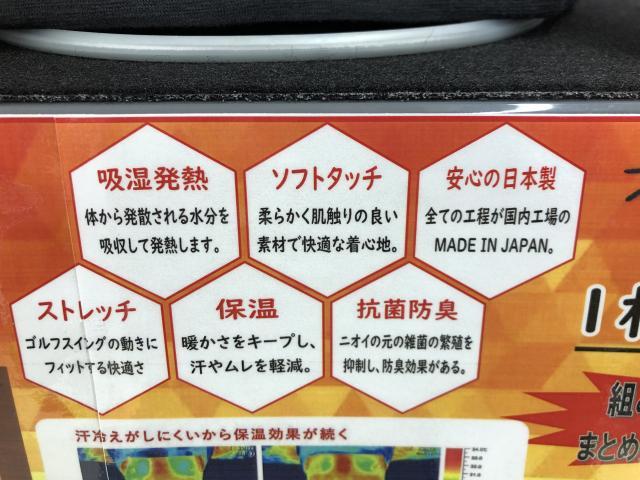 吸湿発熱
体から発散される水分を
吸収して発熱します。
ソフトタッチ
柔らかく肌触りの良い
素材で快適な着心地。
安心の日本製
全ての工程が国内工場の
MADE IN JAPAN。
ストレッチ
ゴルフスイングの動きに
フィットする快適さ
保温
暖かさをキープし、
汗やムレを軽減。
抗菌防臭
ニオイの元の雑菌の繁殖を
抑制し、防臭効果がある。
1枚
組み
まとめ
汗冷えがしにくいから保温効果が続く